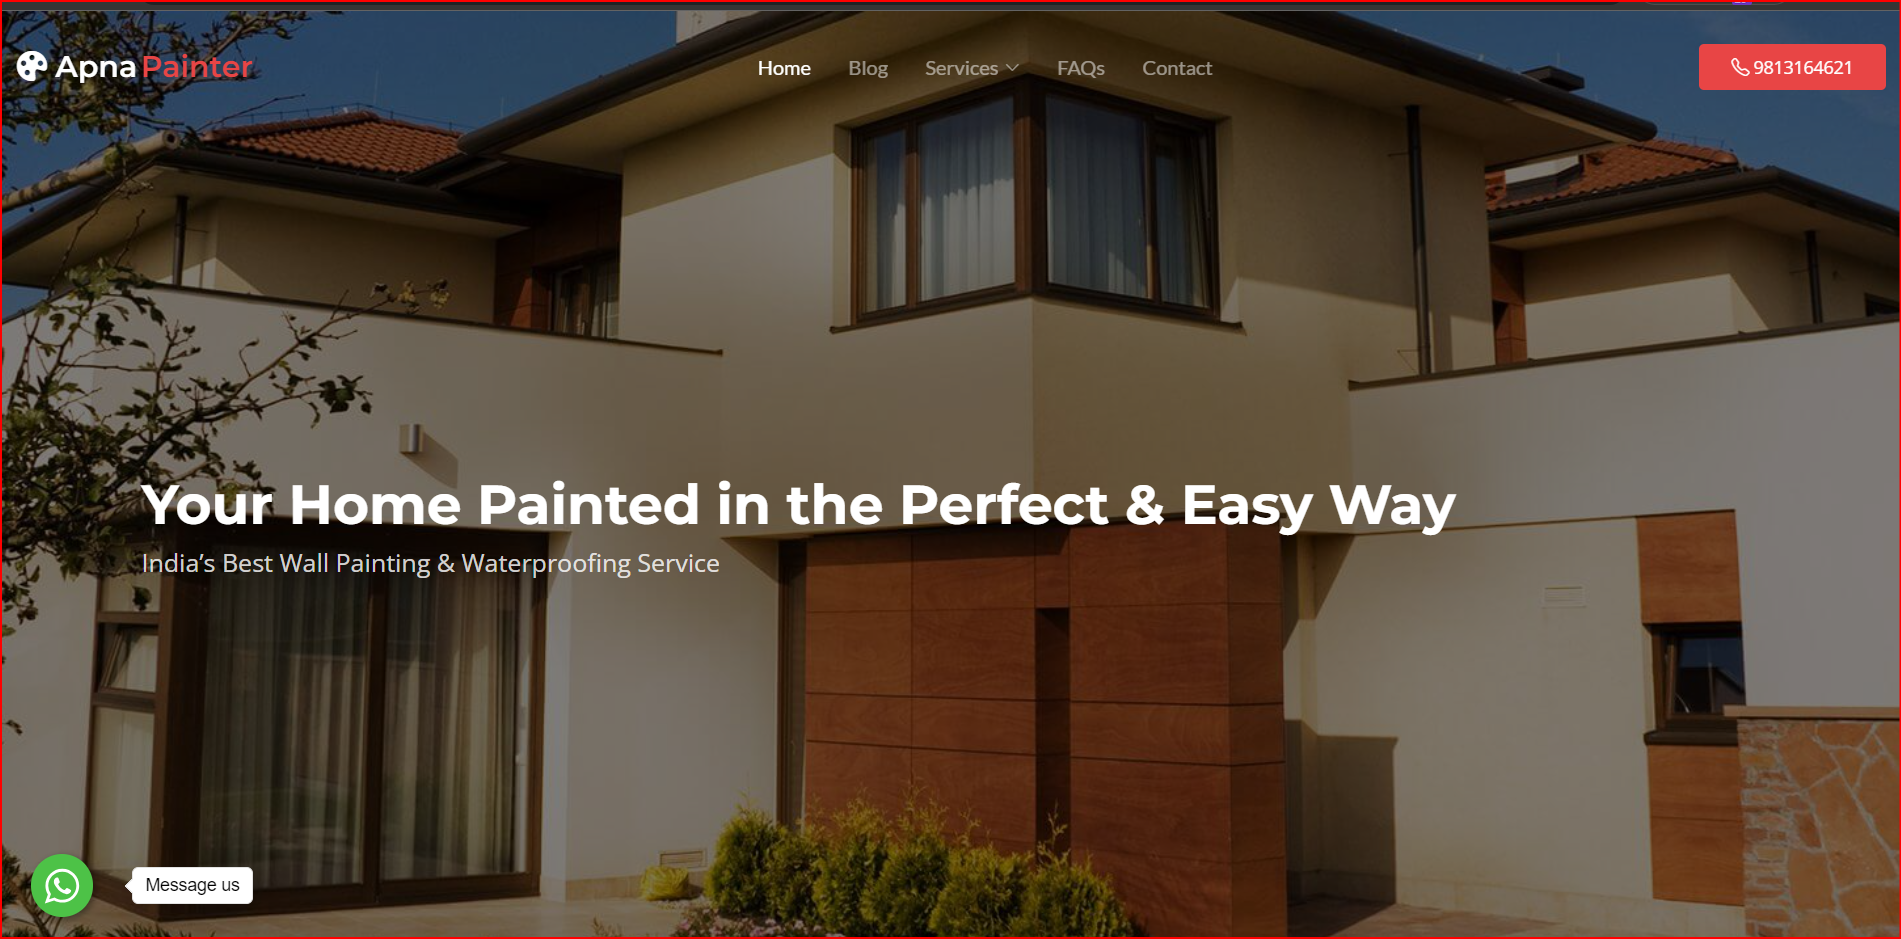 Apna Painter
Home Blog Services FAQs Contact
9813164621
Your Home Painted in the Perfect & Easy Way
India’s Best Wall Painting & Waterproofing Service
Message us